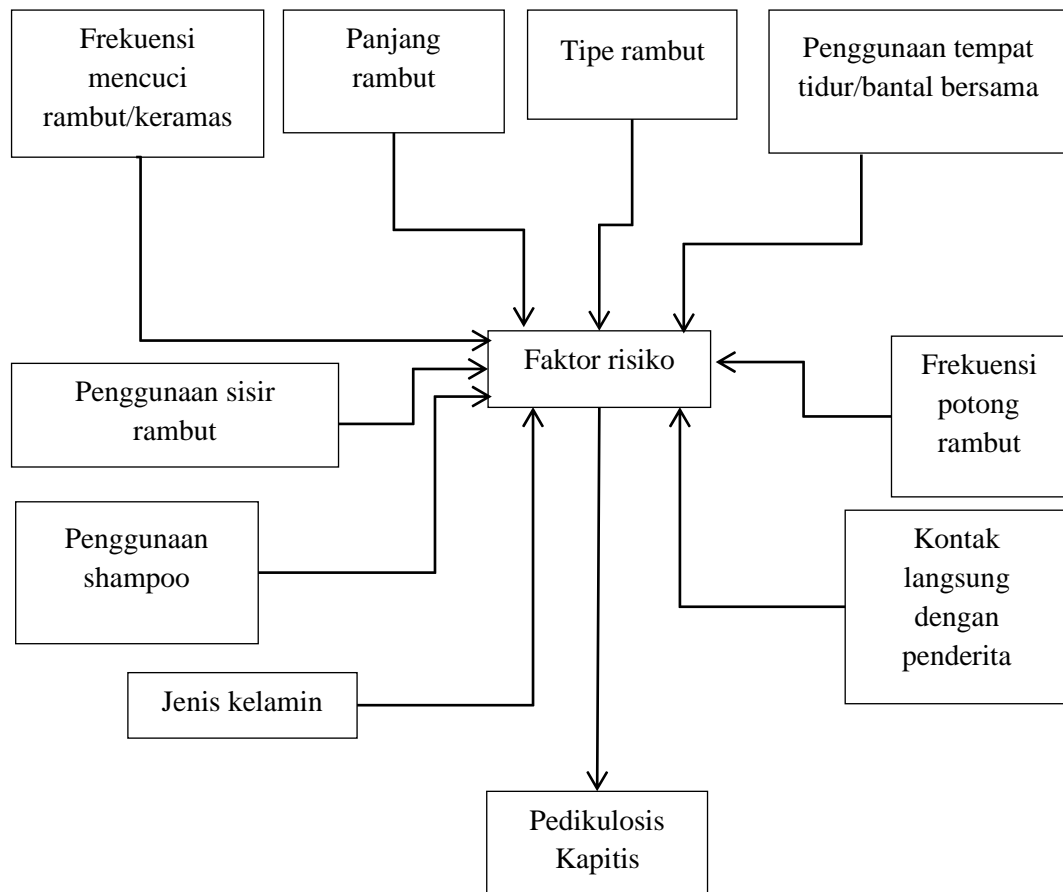 Frekuensi
mencuci
rambut/keramas
Panjang
rambut
Tipe rambut
Penggunaan tempat
tidur/bantal bersama
Faktor risiko
Penggunaan sisir
rambut
Frekuensi
potong
rambut
Penggunaan
shampoo
Kontak
langsung
dengan
penderita
Jenis kelamin
Pedikulosis
Kapitis